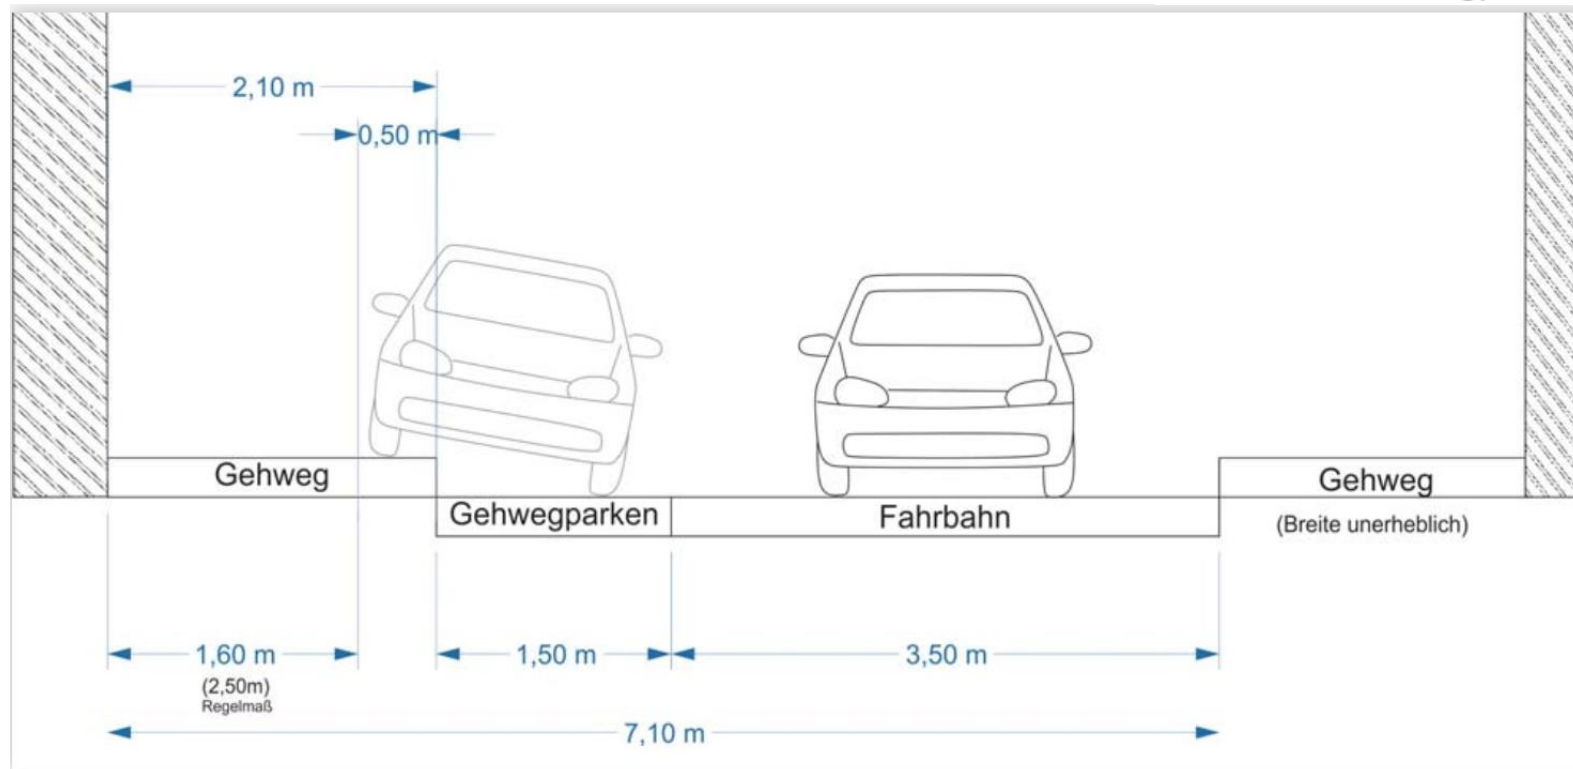 2,10 m
0,50 m
Gehweg
Gehwegparken
Fahrbahn
Gehweg
(Breite unerheblich)
1,60 m
(2,50m)
Regelmaß
1,50 m
3,50 m
7,10 m